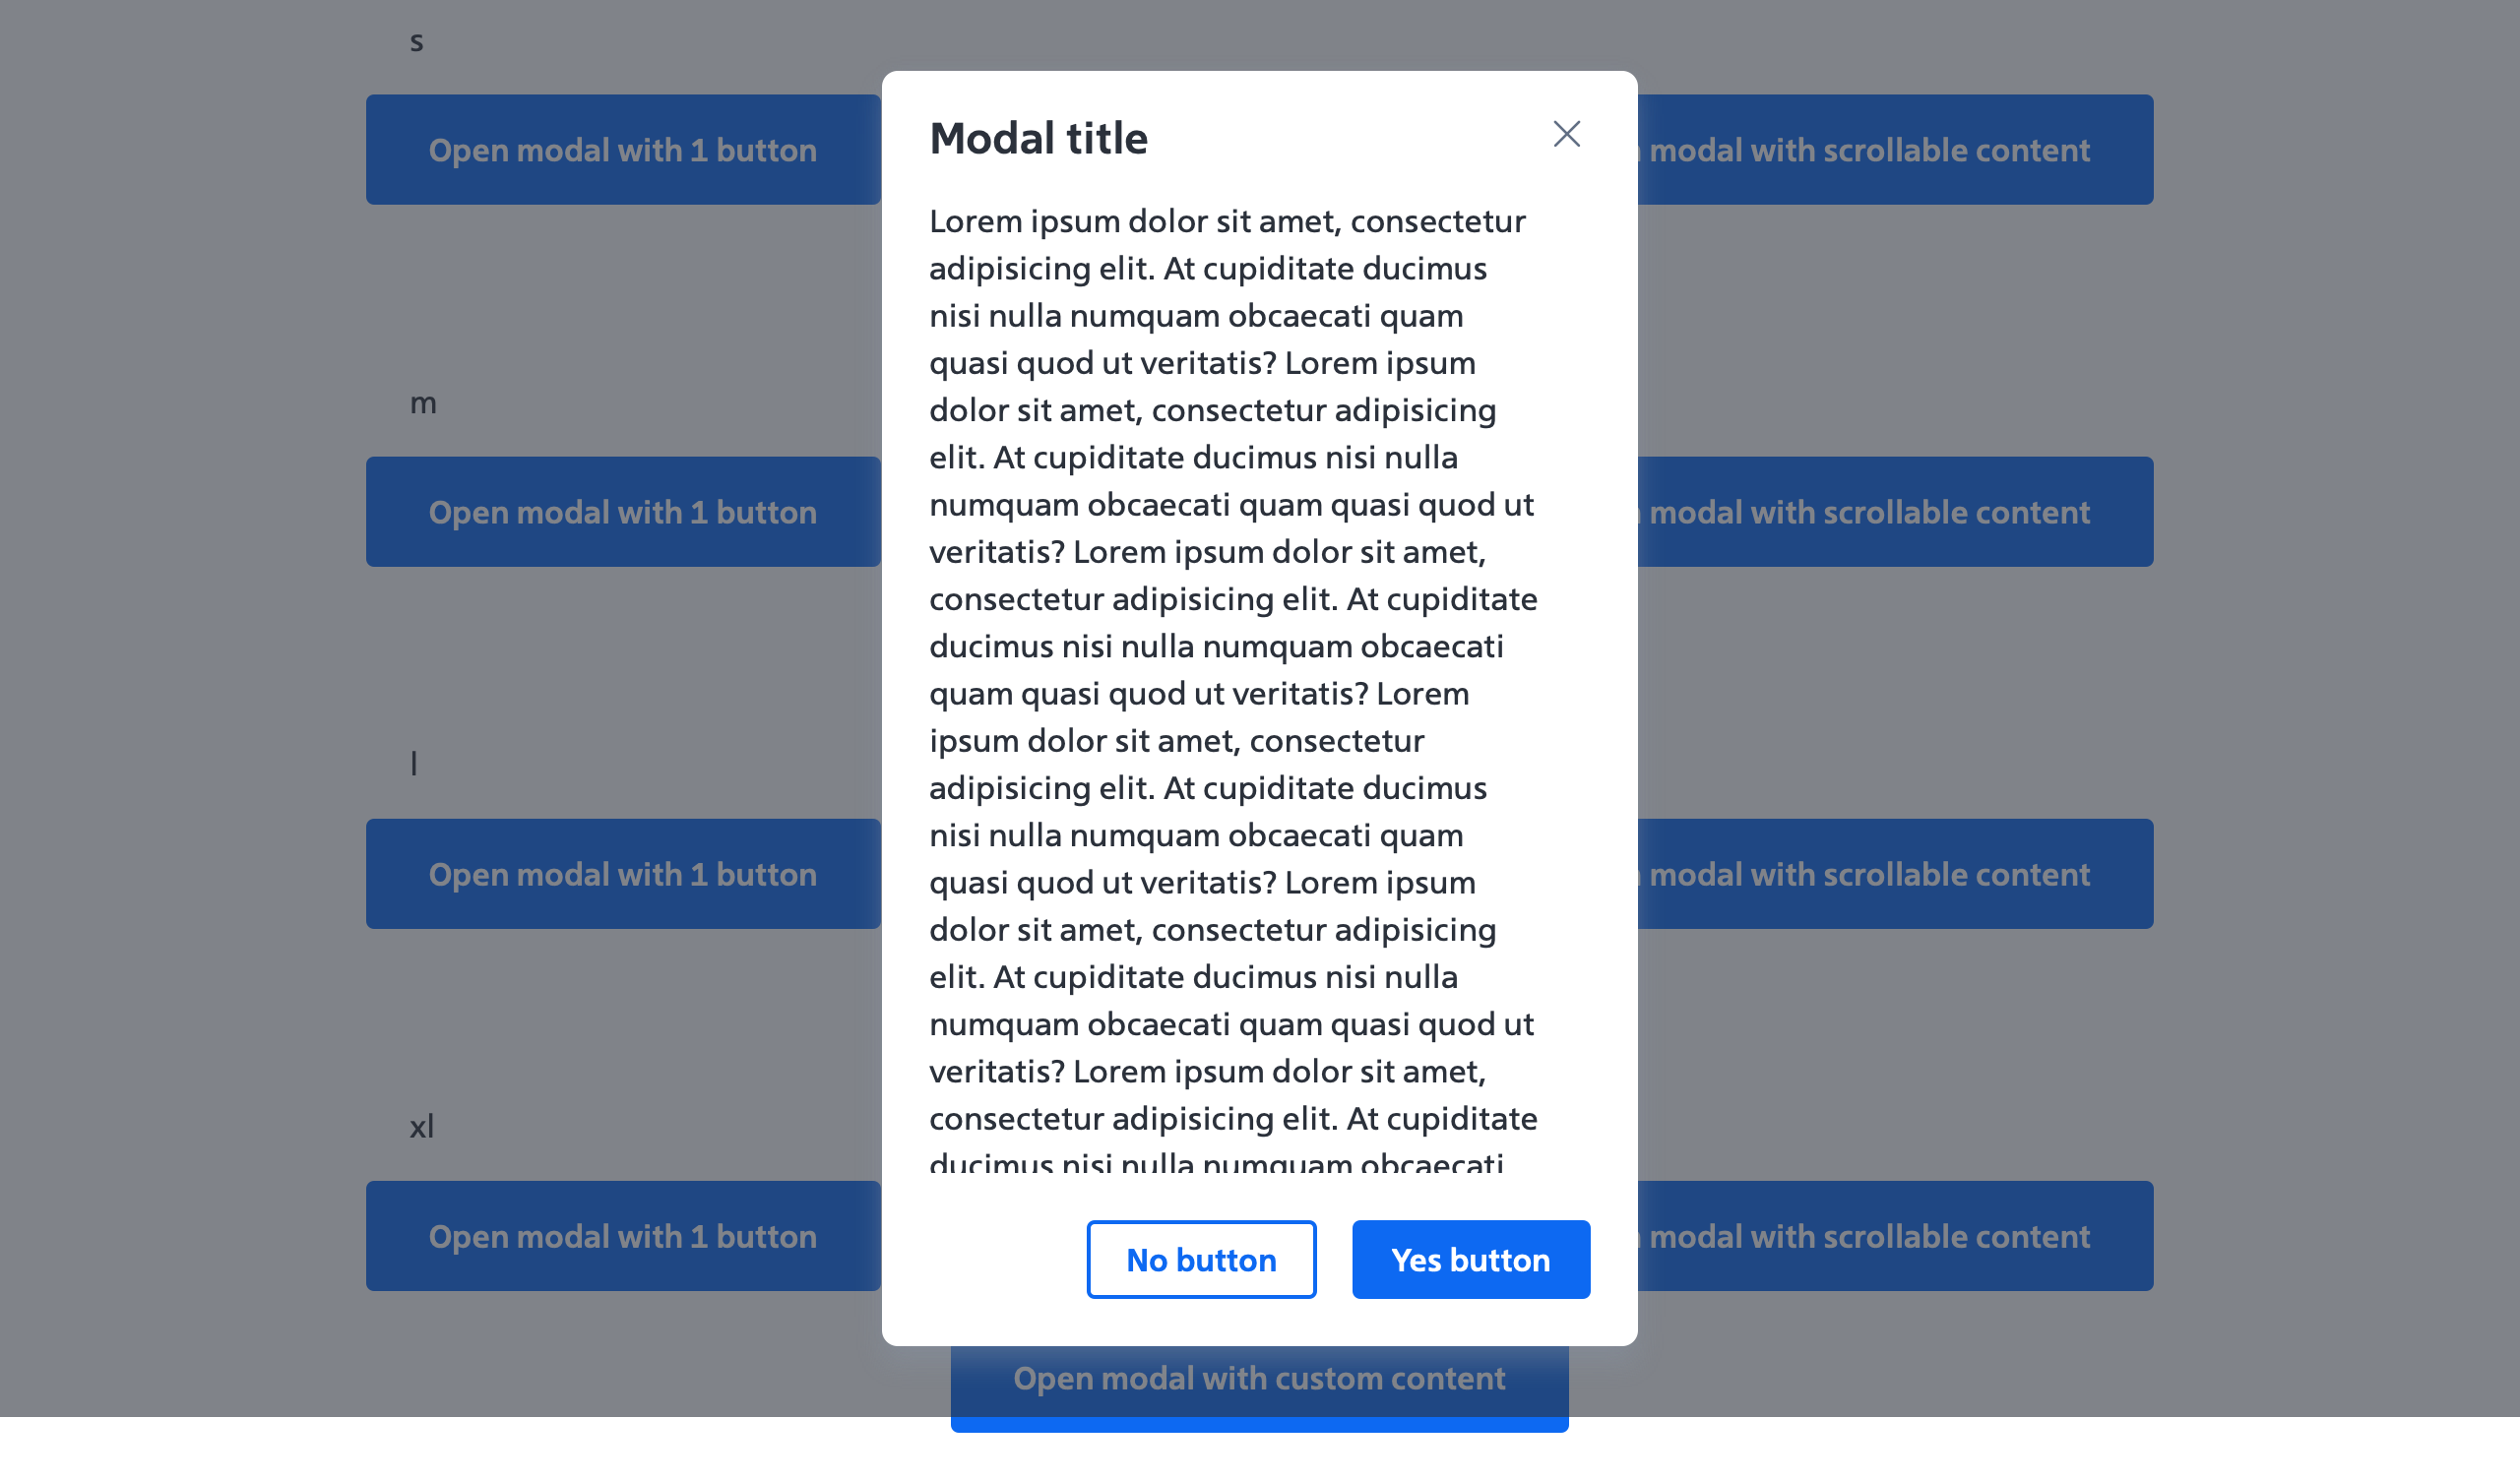 s
Open modal with 1 button
modal with scrollable content
m
Open modal with 1 button
modal with scrollable content
l
Open modal with 1 button
modal with scrollable content
xl
Open modal with 1 button
modal with scrollable content
Modal title
Lorem ipsum dolor sit amet, consectetur
adipisicing elit. At cupiditate ducimus
nisi nulla numquam obcaecati quam
quasi quod ut veritatis? Lorem ipsum
dolor sit amet, consectetur adipisicing
elit. At cupiditate ducimus nisi nulla
numquam obcaecati quam quasi quod ut
veritatis? Lorem ipsum dolor sit amet,
consectetur adipisicing elit. At cupiditate
ducimus nisi nulla numquam obcaecati
quam quasi quod ut veritatis? Lorem
ipsum dolor sit amet, consectetur
adipisicing elit. At cupiditate ducimus
nisi nulla numquam obcaecati quam
quasi quod ut veritatis? Lorem ipsum
dolor sit amet, consectetur adipisicing
elit. At cupiditate ducimus nisi nulla
numquam obcaecati quam quasi quod ut
veritatis? Lorem ipsum dolor sit amet,
consectetur adipisicing elit. At cupiditate
ducimus nisi nulla numquam obcaecati
No button
Yes button
Open modal with custom content